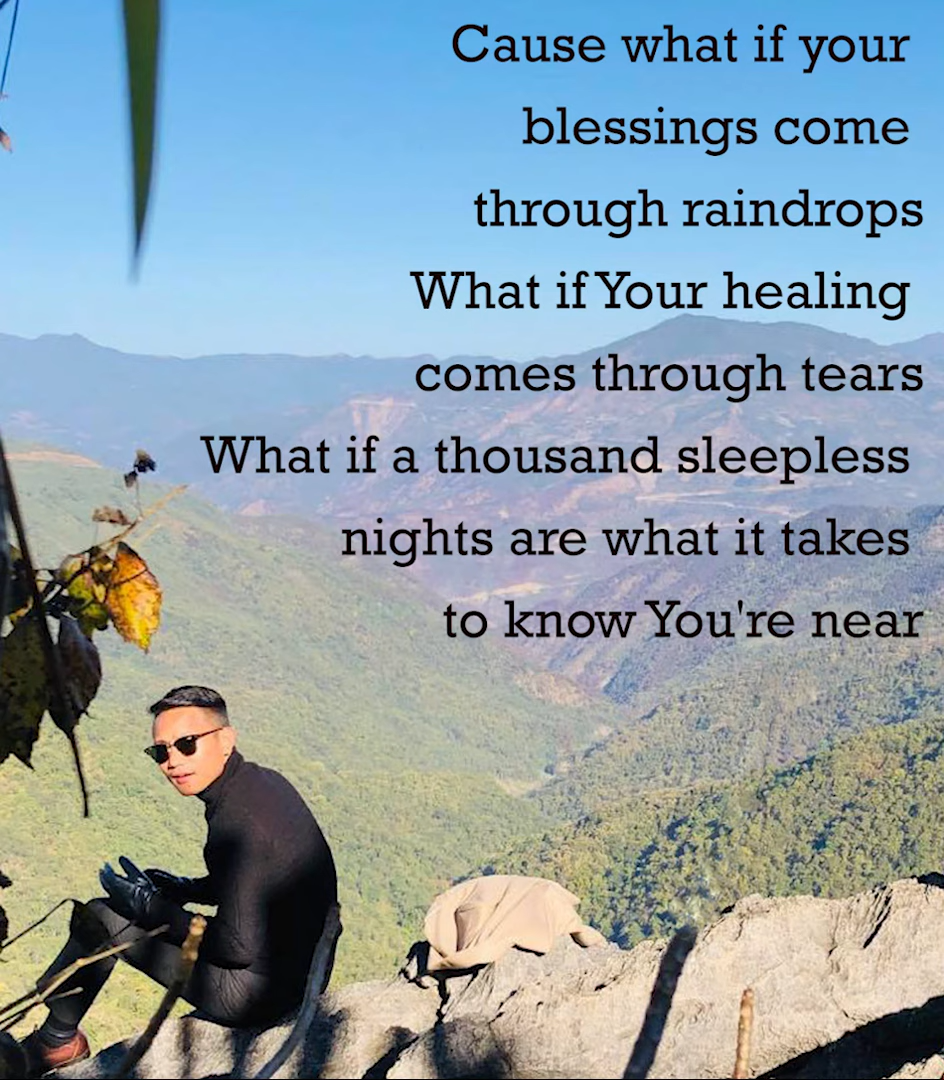 Cause what if your
blessings come
through raindrops
What if Your healing
comes through tears
What if a thousand sleepless
nights are what it takes
to know You're near